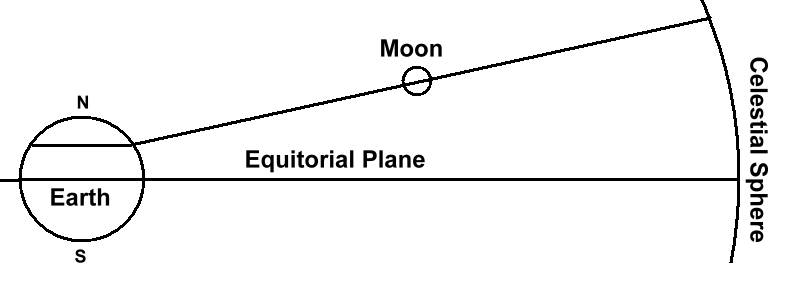 Moon
N
Equitorial Plane
Earth
S
Celestial Sphere